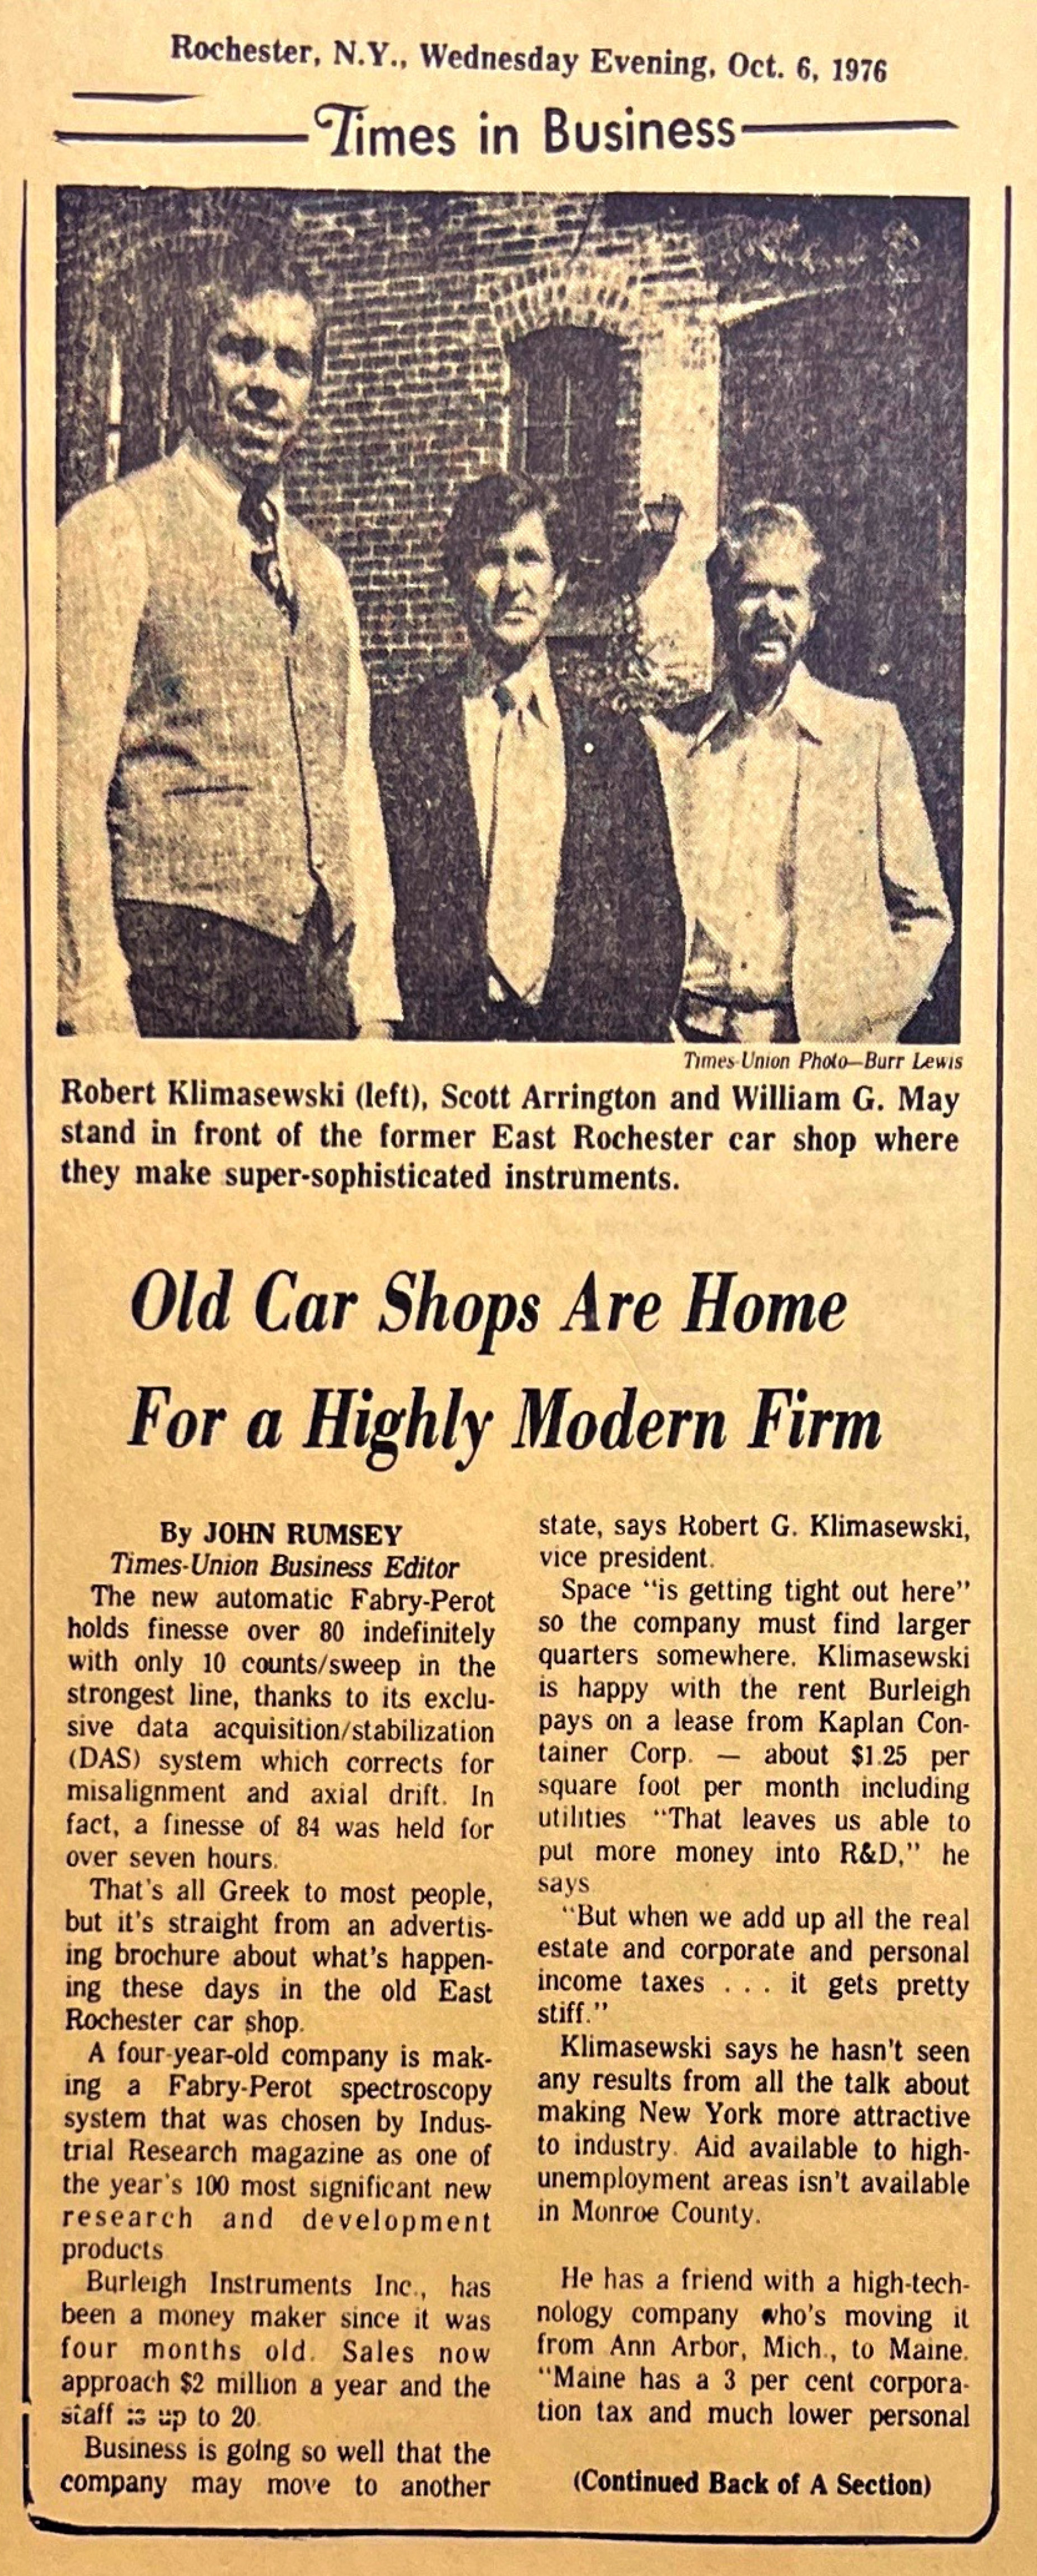 Rochester, N.Y., Wednesday Evening, Oct. 6, 1976
Times in Business
Times-Union Photo—Burr Lewis
Robert Klimasewski (left), Scott Arrington and William G. May
stand in front of the former East Rochester car shop where
they make super-sophisticated instruments.
Old Car Shops Are Home
For a Highly Modern Firm
By JOHN RUMSEY
Times-Union Business Editor
The new automatic Fabry-Perot
holds finesse over 80 indefinitely
with only 10 counts/sweep in the
strongest line, thanks to its exclu-
sive data acquisition/stabilization
(DAS) system which corrects for
misalignment and axial drift. In
fact, a finesse of 84 was held for
over seven hours.
That's all Greek to most people,
but it's straight from an advertis-
ing brochure about what's happen-
ing these days in the old East
Rochester car shop.
A four-year-old company is mak-
ing a Fabry-Perot spectroscopy
system that was chosen by Indus-
trial Research magazine as one of
the year's 100 most significant new
research and development
products
Burleigh Instruments Inc., has
been a money maker since it was
four months old. Sales now
approach $2 million a year and the
staff is up to 20.
Business is going so well that the
company may move to another
state, says Robert G. Klimasewski,
vice president.
Space "is getting tight out here"
so the company must find larger
quarters somewhere. Klimasewski
is happy with the rent Burleigh
pays on a lease from Kaplan Con-
tainer Corp. — about $1.25 per
square foot per month including
utilities "That leaves us able to
put more money into R&D," he
says
"But when we add up all the real
estate and corporate and personal
income taxes . . . it gets pretty
stiff."
Klimasewski says he hasn't seen
any results from all the talk about
making New York more attractive
to industry. Aid available to high-
unemployment areas isn't available
in Monroe County.
He has a friend with a high-tech-
nology company who's moving it
from Ann Arbor, Mich., to Maine.
"Maine has a 3 per cent corpora-
tion tax and much lower personal
(Continued Back of A Section)